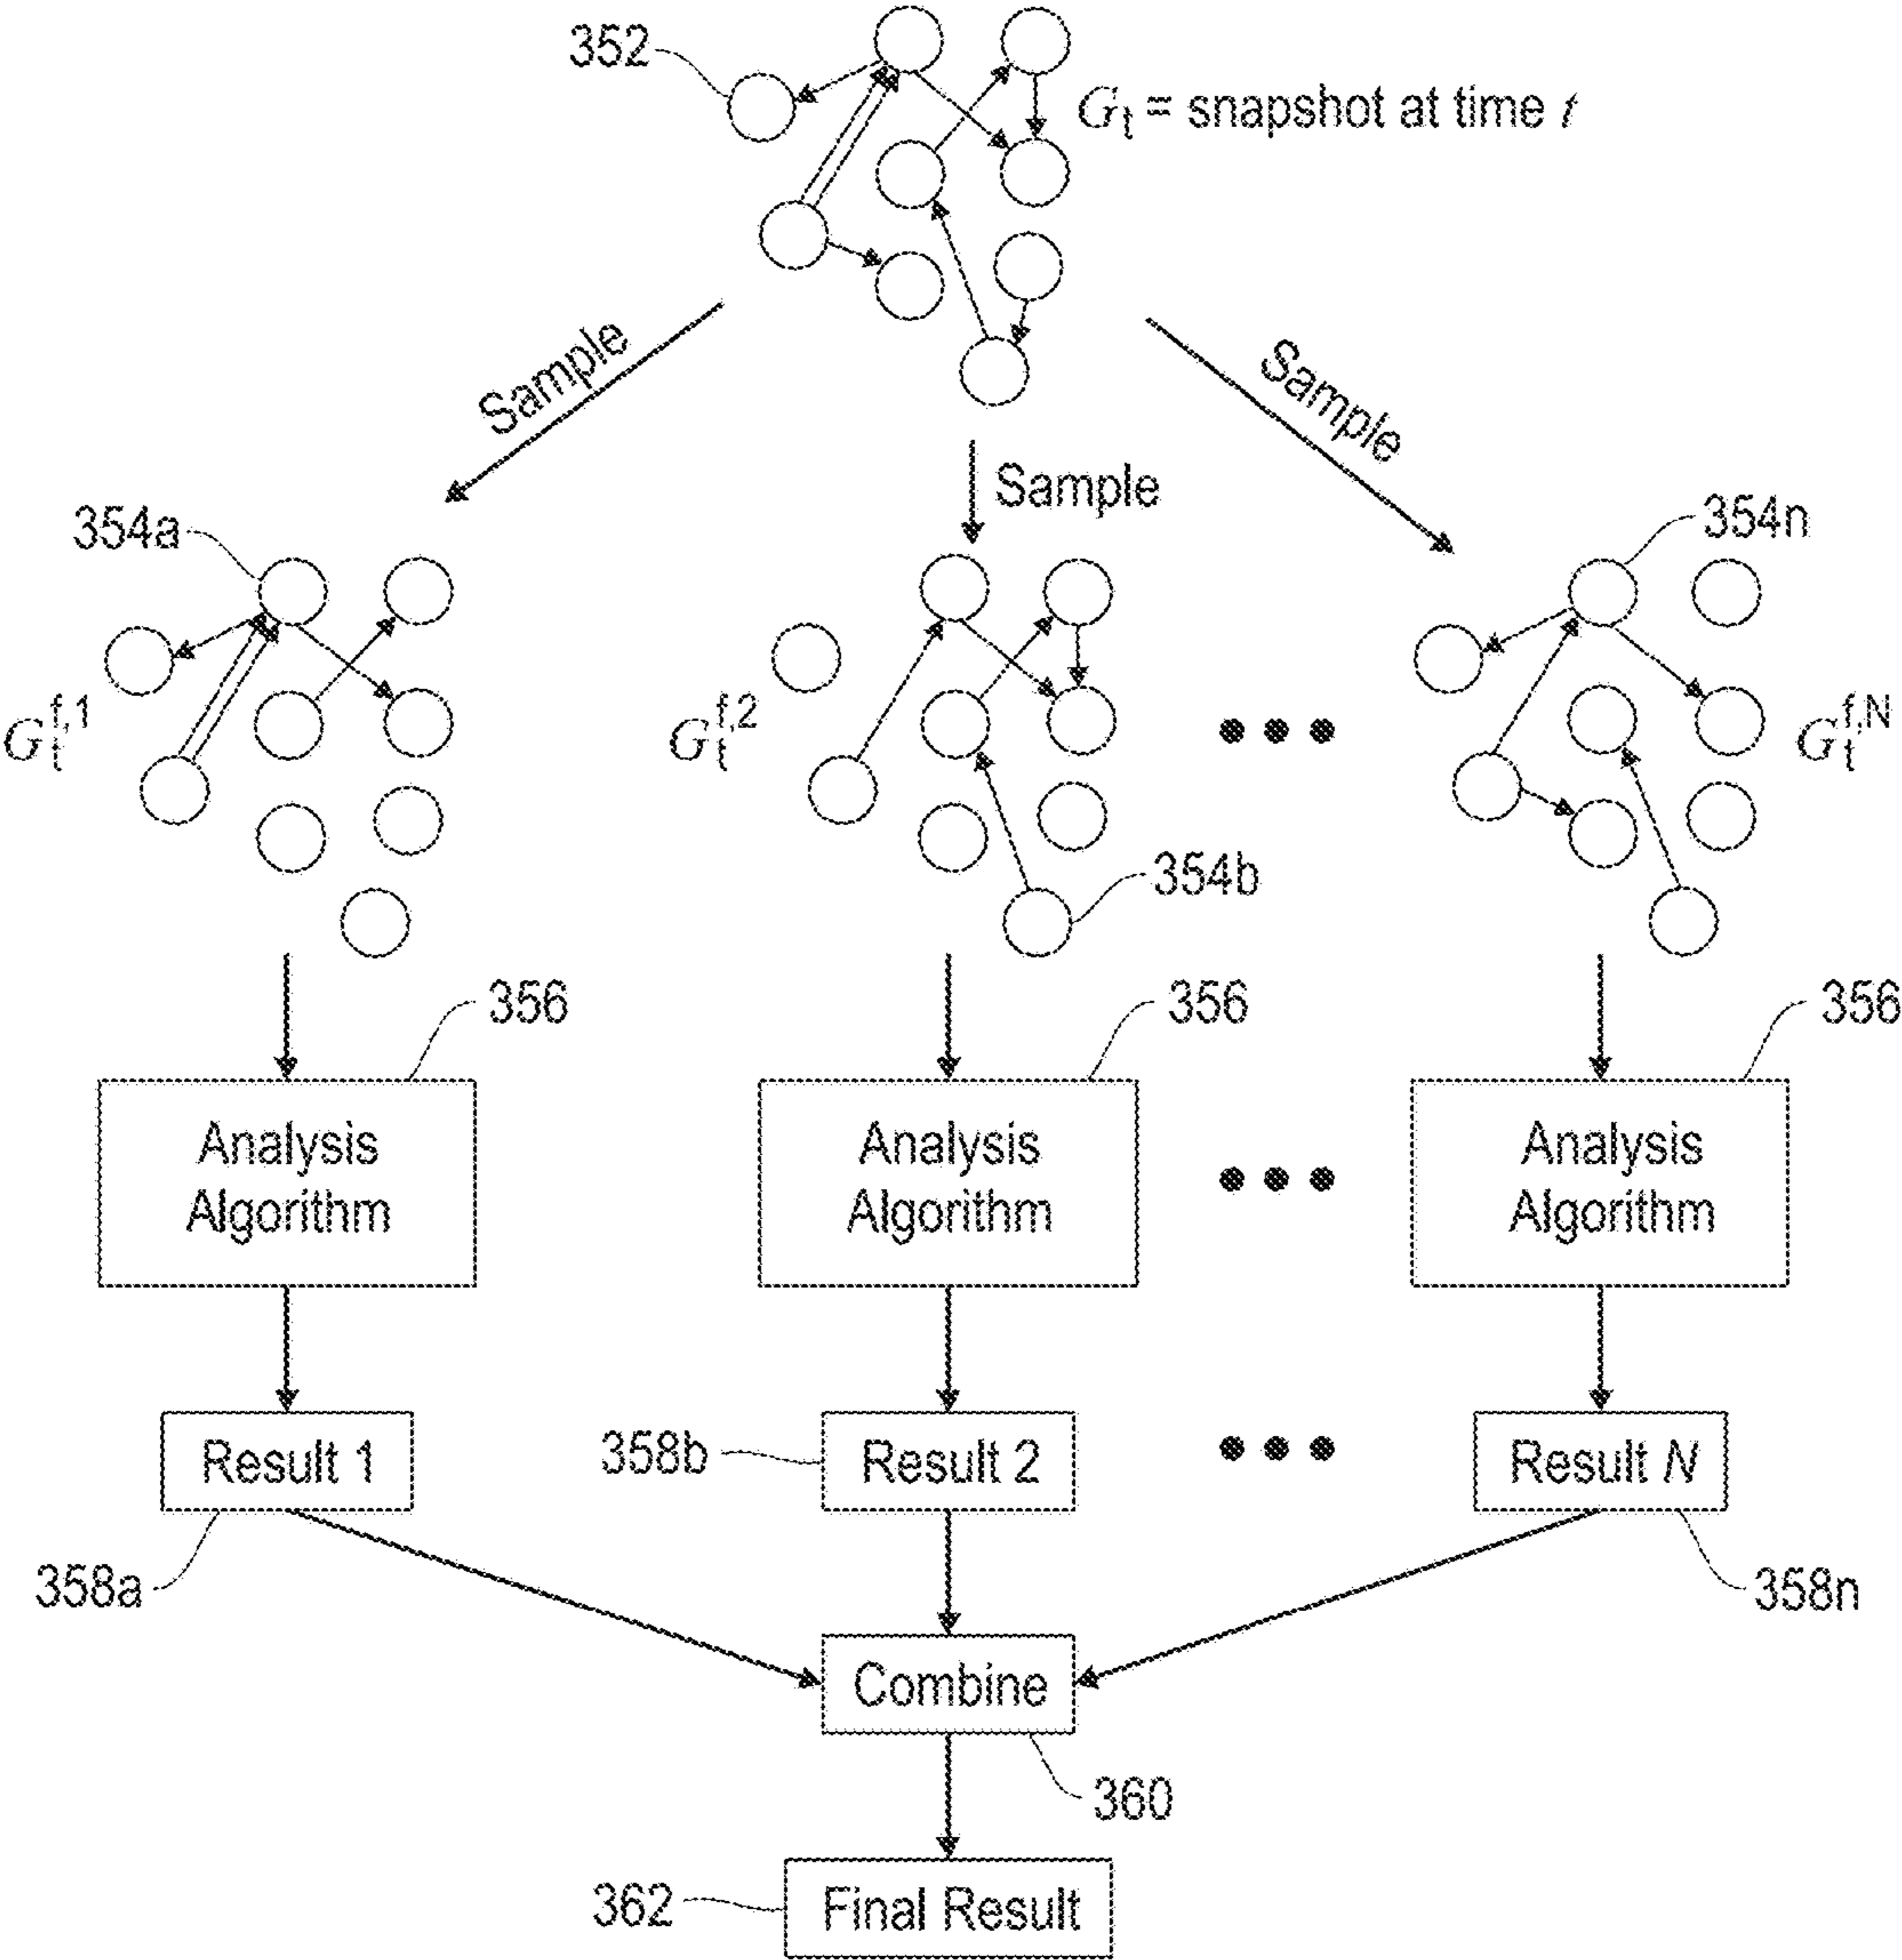 352
G_t = snapshot at time t
Sample
Sample
Sample
354a
354n
G_t^{f,1}
G_t^{f,2}
G_t^{f,N}
354b
356
356
356
Analysis
Algorithm
Analysis
Algorithm
Analysis
Algorithm
Result 1
358b
Result 2
Result N
358a
358n
Combine
360
362
Final Result